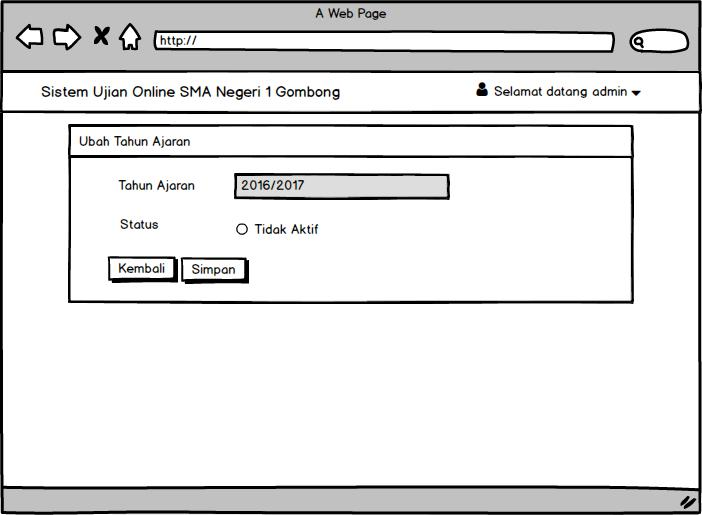 A Web Page
http://
Sistem Ujian Online SMA Negeri 1 Gombong
Selamat datang admin
Ubah Tahun Ajaran
Tahun Ajaran
2016/2017
Status
Tidak Aktif
Kembali
Simpan